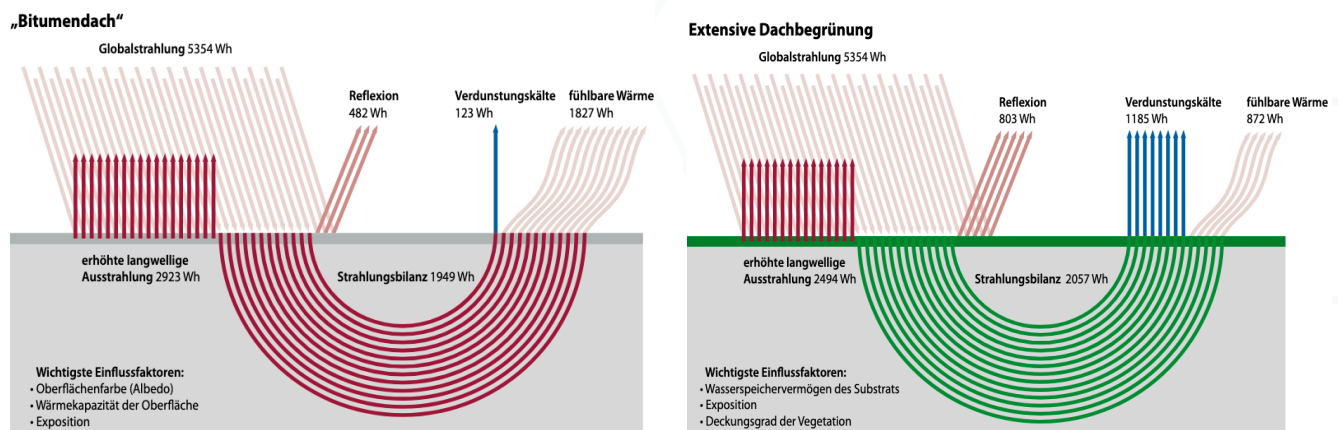 „Bitumendach“
Globalstrahlung 5354 Wh
Reflexion
482 Wh
Verdunstungskälte
123 Wh
fühlbare Wärme
1827 Wh
erhöhte langwellige
Ausstrahlung 2923 Wh
Strahlungsbilanz 1949 Wh
Wichtigste Einflussfaktoren:
• Oberflächenfarbe (Albedo)
• Wärmekapazität der Oberfläche
• Exposition
Extensive Dachbegrünung
Globalstrahlung 5354 Wh
Reflexion
803 Wh
Verdunstungskälte
1185 Wh
fühlbare Wärme
872 Wh
erhöhte langwellige
Ausstrahlung 2494 Wh
Strahlungsbilanz 2057 Wh
Wichtigste Einflussfaktoren:
• Wasserspeichervermögen des Substrats
• Exposition
• Deckungsgrad der Vegetation